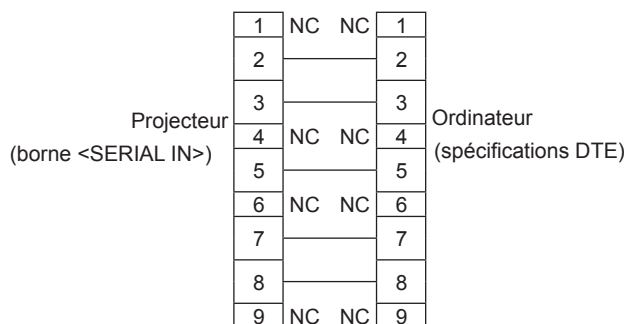 1 NC NC 1
2 2
3 3
Projecteur Ordinateur
4 NC NC 4
(borne <SERIAL IN>) (spécifications DTE)
5 5
6 NC NC 6
7 7
8 8
9 NC NC 9